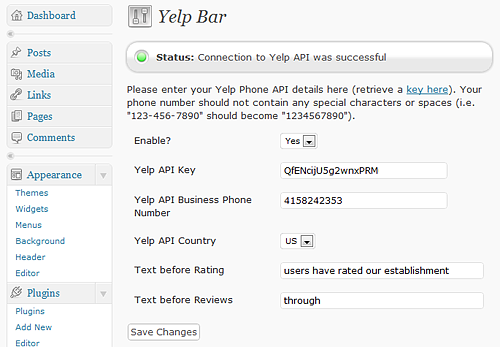 Dashboard
Posts
Media
Links
Pages
Comments
Appearance
Themes
Widgets
Menus
Background
Header
Editor
Plugins
Plugins
Add New
Editor
Yelp Bar
Status: Connection to Yelp API was successful
Please enter your Yelp Phone API details here (retrieve a key here). Your
phone number should not contain any special characters or spaces (i.e.
"123-456-7890" should become "1234567890").
Enable? Yes
Yelp API Key QfENcijU5g2wnxPRM
Yelp API Business Phone 4158242353
Number
Yelp API Country US
Text before Rating users have rated our establishment
Text before Reviews through
Save Changes